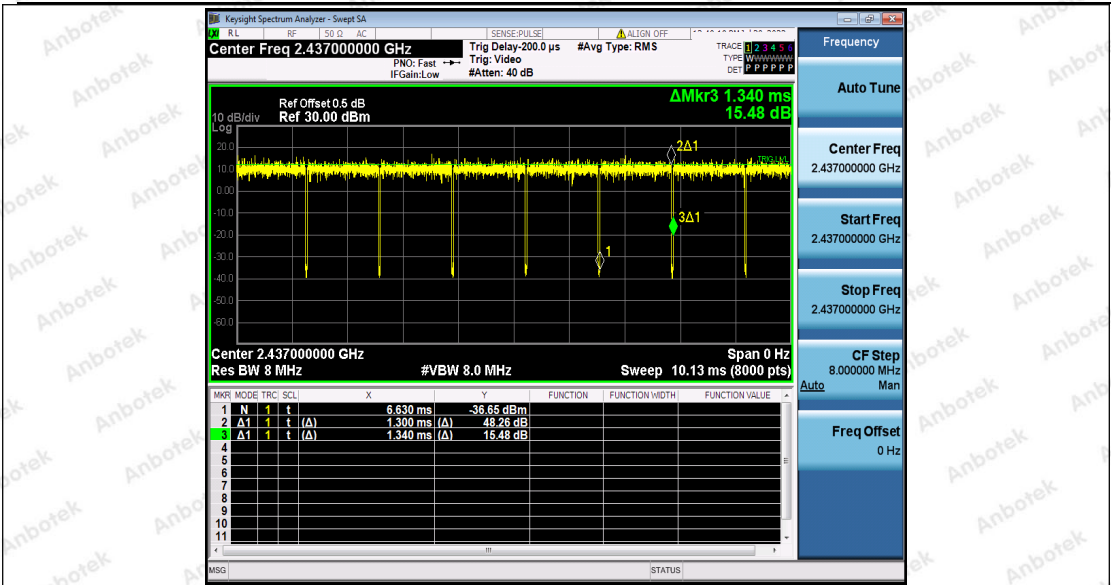 Keysight Spectrum Analyzer - Swept SA
RL RF 50 Ω AC SENSE:PULSE ALIGN OFF
Center Freq 2.437000000 GHz
PNO: Fast
IFGain:Low
Trig Delay-200.0 µs
Trig: Video
#Atten: 40 dB
#Avg Type: RMS
TRACE 1 2 3 4 5 6
TYPE WWWWWW
DET P P P P P P
ΔMkr3 1.340 ms
15.48 dB
Ref Offset 0.5 dB
10 dB/div Ref 30.00 dBm
Log
20.0
10.0
0.00
-10.0
-20.0
-30.0
-40.0
-50.0
-60.0
2Δ1
TRIG LVL
3Δ1
1
Center 2.437000000 GHz Span 0 Hz
Res BW 8 MHz #VBW 8.0 MHz Sweep 10.13 ms (8000 pts)
MKR MODE TRC SCL X Y FUNCTION FUNCTION WIDTH FUNCTION VALUE
1 N 1 t 6.630 ms -36.65 dBm
2 Δ1 1 t (Δ) 1.300 ms (Δ) 48.26 dB
3 Δ1 1 t (Δ) 1.340 ms (Δ) 15.48 dB
4
5
6
7
8
9
10
11
MSG STATUS
Frequency
Auto Tune
Center Freq
2.437000000 GHz
Start Freq
2.437000000 GHz
Stop Freq
2.437000000 GHz
CF Step
8.000000 MHz
Auto Man
Freq Offset
0 Hz
Anbotek